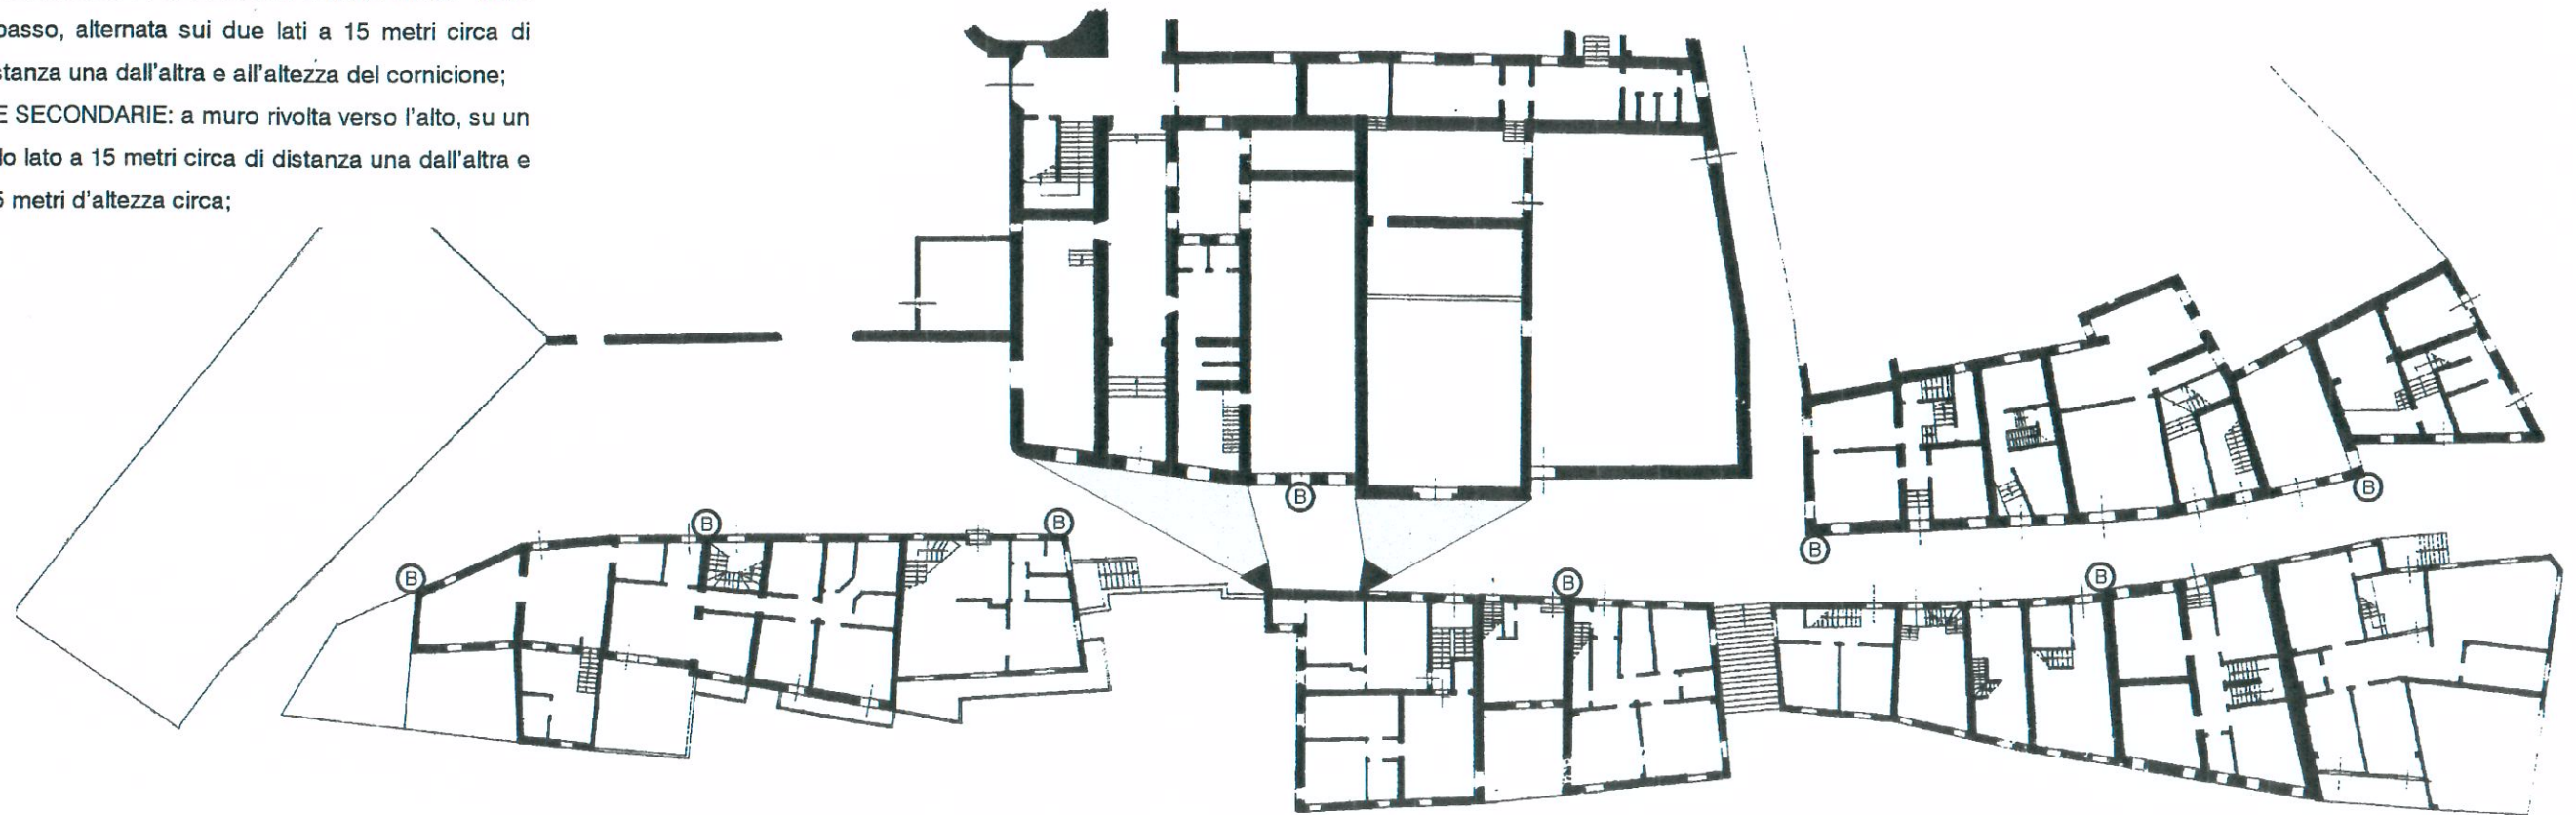 passo, alternata sui due lati a 15 metri circa di
stanza una dall'altra e all'altezza del cornicione;
E SECONDARIE: a muro rivolta verso l'alto, su un
lo lato a 15 metri circa di distanza una dall'altra e
5 metri d'altezza circa;
B
B
B
B
B
B
B
B